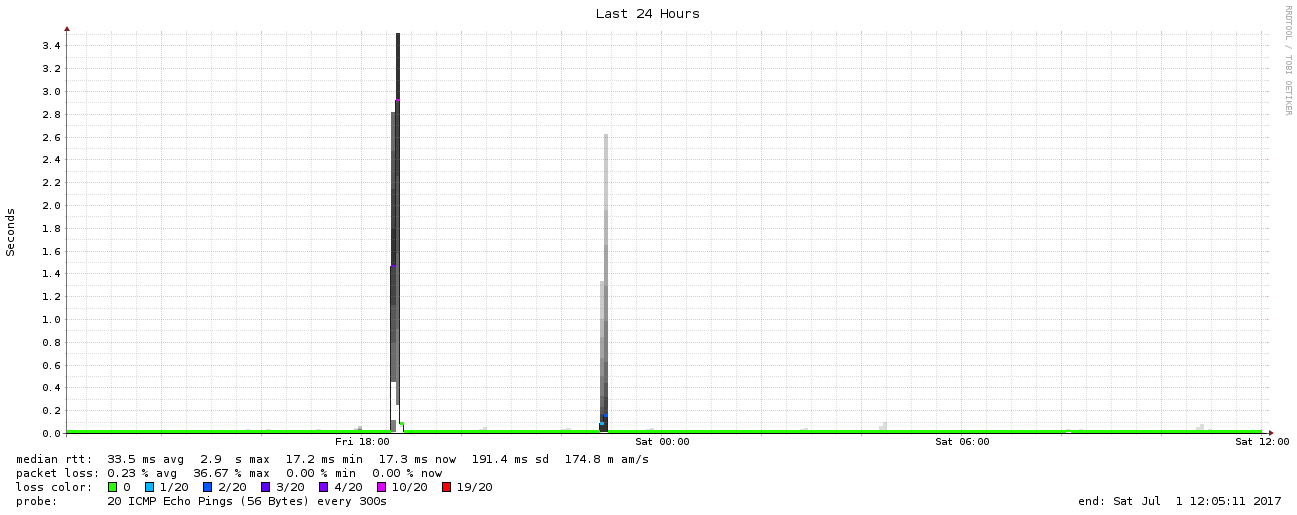 Last 24 Hours
RRDTOOL / TOBI OETIKER
Seconds
3.4
3.2
3.0
2.8
2.6
2.4
2.2
2.0
1.8
1.6
1.4
1.2
1.0
0.8
0.6
0.4
0.2
0.0
Fri 18:00 Sat 00:00 Sat 06:00 Sat 12:00
median rtt: 33.5 ms avg 2.9 s max 17.2 ms min 17.3 ms now 191.4 ms sd 174.8 m am/s
packet loss: 0.23 % avg 36.67 % max 0.00 % min 0.00 % now
loss color: 0 1/20 2/20 3/20 4/20 10/20 19/20
probe: 20 ICMP Echo Pings (56 Bytes) every 300s end: Sat Jul 1 12:05:11 2017